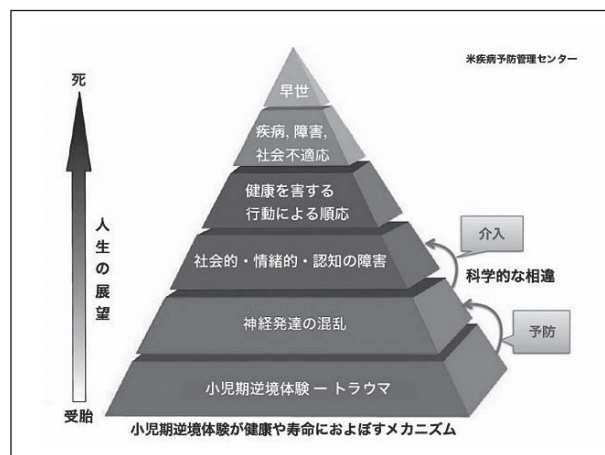 米疾病予防管理センター
死
早世
疾病, 障害,
社会不適応
健康を害する
行動による順応
人生の展望
介入
社会的・情緒的・認知の障害
科学的な相違
神経発達の混乱
予防
小児期逆境体験 ー トラウマ
受胎
小児期逆境体験が健康や寿命におよぼすメカニズム